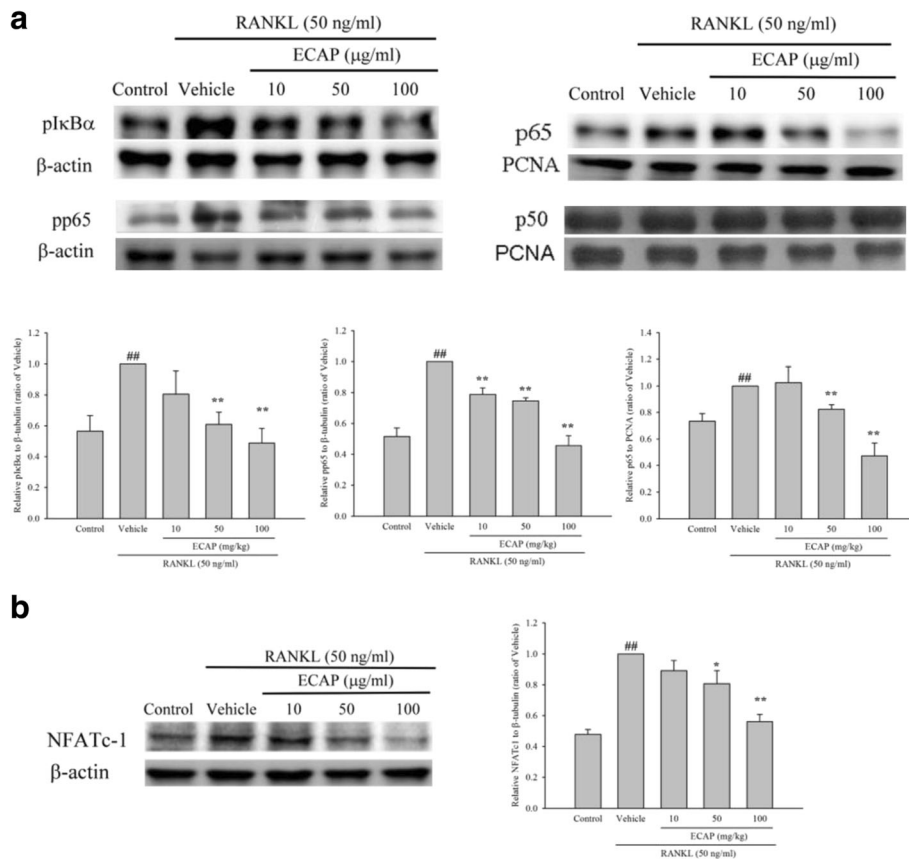 a
RANKL (50 ng/ml)
ECAP (μg/ml)
Control Vehicle 10 50 100
pIκBα
β-actin
pp65
β-actin
RANKL (50 ng/ml)
ECAP (μg/ml)
Control Vehicle 10 50 100
p65
PCNA
p50
PCNA
Relative pIκBα to β-tubulin (ratio of Vehicle)
1.2
1.0
0.8
0.6
0.4
0.2
0.0
##
**
**
Control Vehicle 10 50 100
ECAP (mg/kg)
RANKL (50 ng/ml)
Relative pp65 to β-tubulin (ratio of Vehicle)
1.2
1.0
0.8
0.6
0.4
0.2
0.0
##
**
**
**
Control Vehicle 10 50 100
ECAP (mg/kg)
RANKL (50 ng/ml)
Relative p65 to PCNA (ratio of Vehicle)
1.4
1.2
1.0
0.8
0.6
0.4
0.2
0.0
##
**
**
Control Vehicle 10 50 100
ECAP (mg/kg)
RANKL (50 ng/ml)
b
RANKL (50 ng/ml)
ECAP (μg/ml)
Control Vehicle 10 50 100
NFATc-1
β-actin
Relative NFATc1 to β-tubulin (ratio of Vehicle)
1.2
1.0
0.8
0.6
0.4
0.2
0.0
##
*
**
Control Vehicle 10 50 100
ECAP (mg/kg)
RANKL (50 ng/ml)